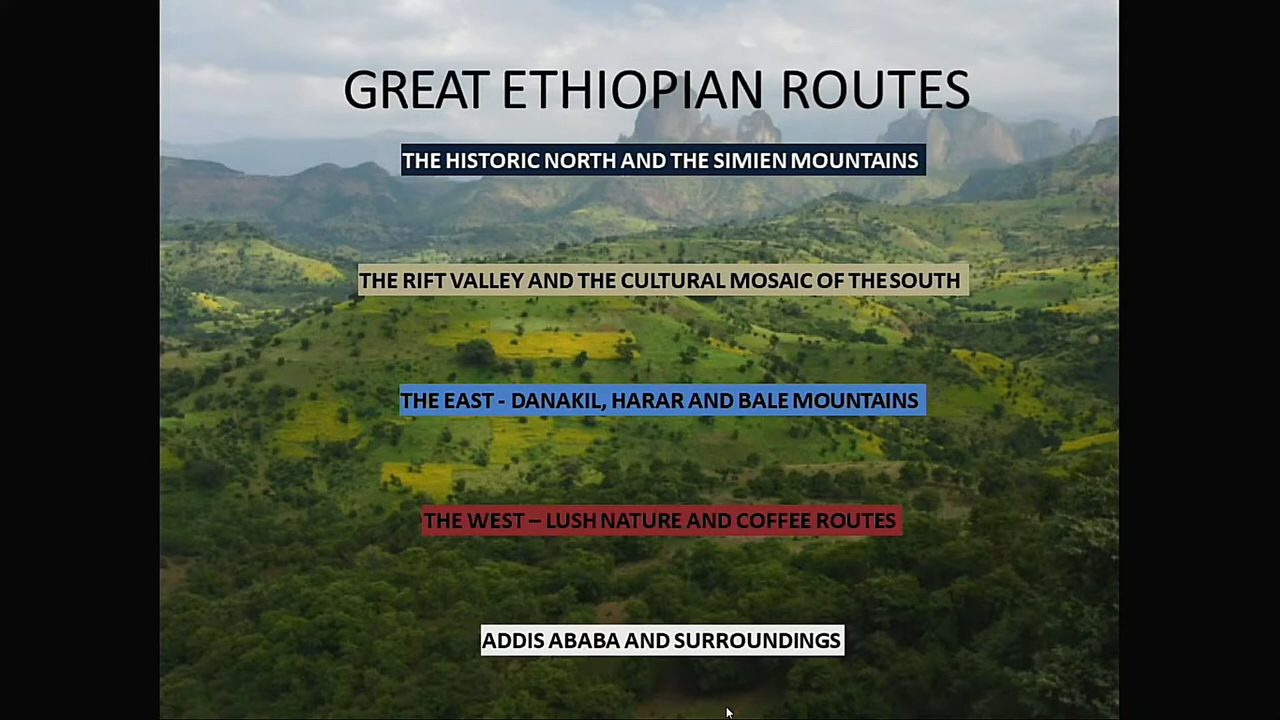 GREAT ETHIOPIAN ROUTES
THE HISTORIC NORTH AND THE SIMIEN MOUNTAINS
THE RIFT VALLEY AND THE CULTURAL MOSAIC OF THE SOUTH
THE EAST - DANAKIL, HARAR AND BALE MOUNTAINS
THE WEST – LUSH NATURE AND COFFEE ROUTES
ADDIS ABABA AND SURROUNDINGS